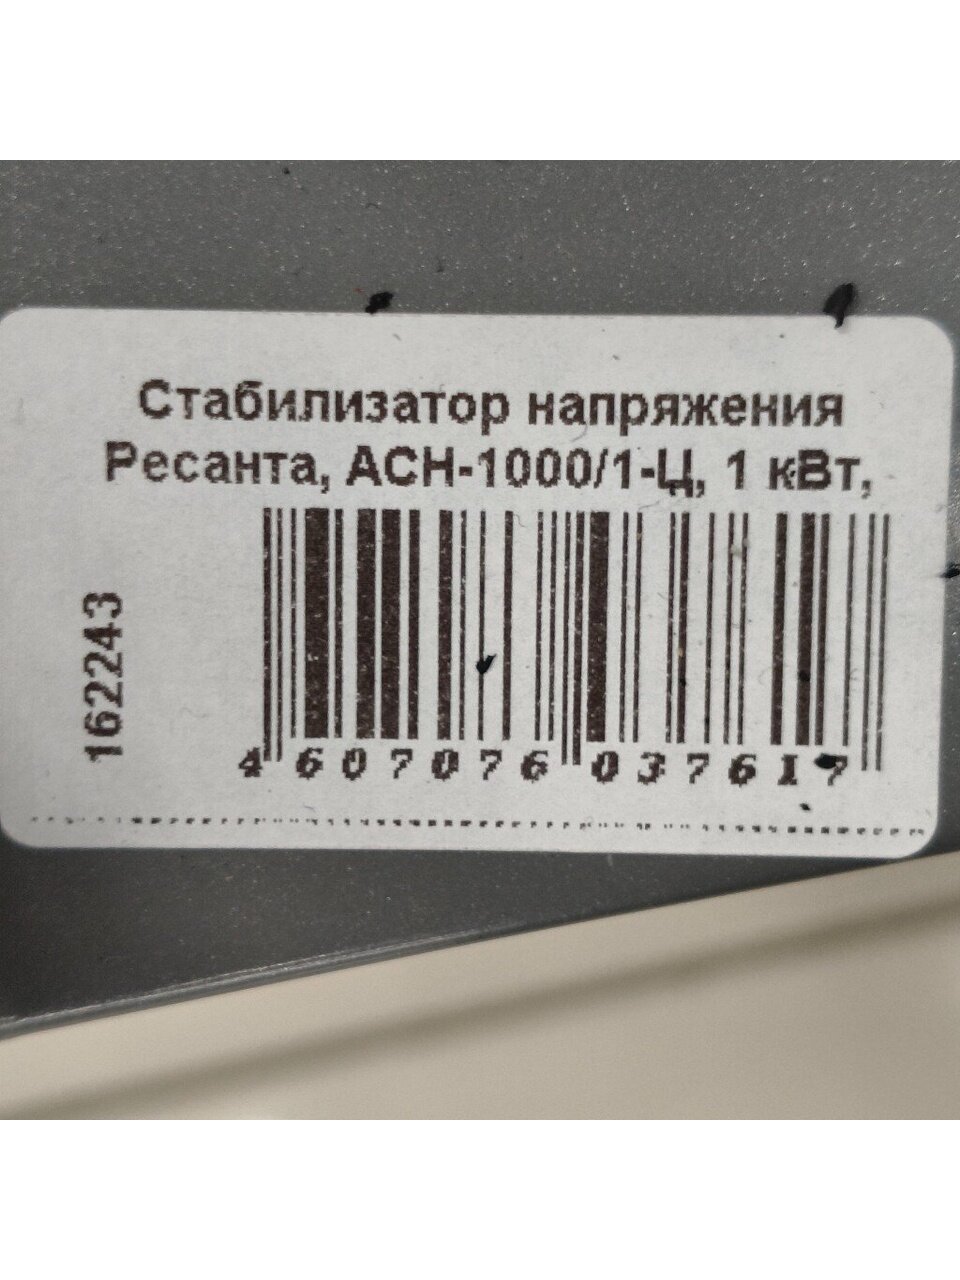 Стабилизатор напряжения
Ресанта, АСН-1000/1-Ц, 1 кВт,
162243
4 607076 037617